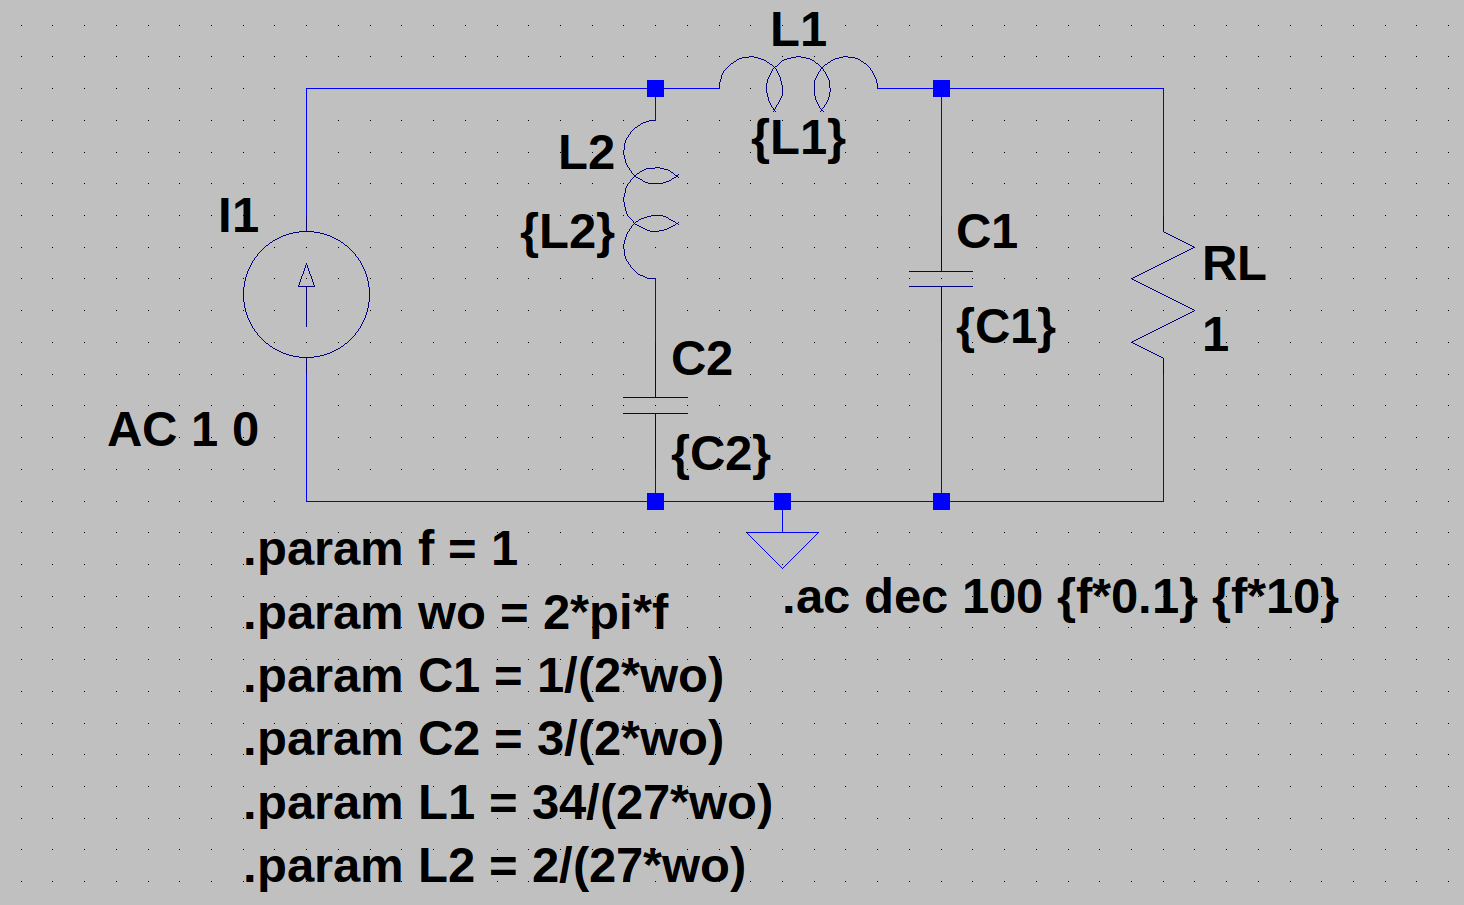 L1
{L1}
L2
{L2}
I1
C1
{C1}
RL
1
C2
{C2}
AC 1 0
.param f = 1
.param wo = 2*pi*f
.param C1 = 1/(2*wo)
.param C2 = 3/(2*wo)
.param L1 = 34/(27*wo)
.param L2 = 2/(27*wo)
.ac dec 100 {f*0.1} {f*10}